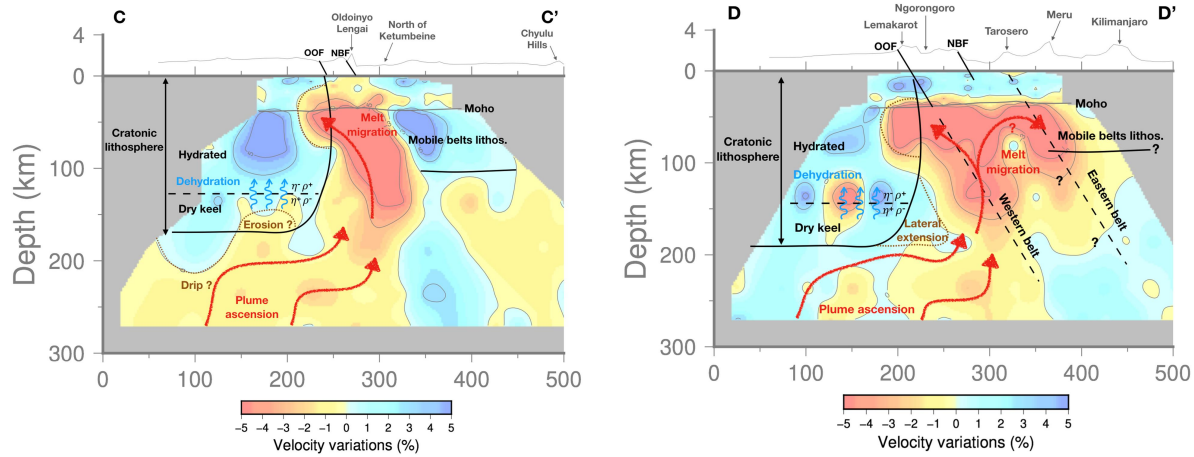 C
C'
Oldoinyo
Lengai
North of
Ketumbeine
Chyulu
Hills
OOF
NBF
4
2
0
100
200
300
Depth (km)
Moho
Cratonic
lithosphere
Melt
migration
Hydrated
Mobile belts lithos.
Dehydration
η⁻ρ⁺
η⁺ρ⁻
Dry keel
Erosion ?
Drip ?
Plume
ascension
0
100
200
300
400
500
−5 −4 −3 −2 −1 0 1 2 3 4 5
Velocity variations (%)
D
D'
Ngorongoro
Lemakarot
Meru
Kilimanjaro
Tarosero
OOF
NBF
4
2
0
100
200
300
Depth (km)
Moho
Cratonic
lithosphere
Hydrated
?
Mobile belts lithos.
?
Melt
migration
Dehydration
?
η⁻ρ⁺
η⁺ρ⁻
Dry keel
Lateral
extension
Western
belt
Eastern
belt
?
Plume ascension
0
100
200
300
400
500
−5 −4 −3 −2 −1 0 1 2 3 4 5
Velocity variations (%)